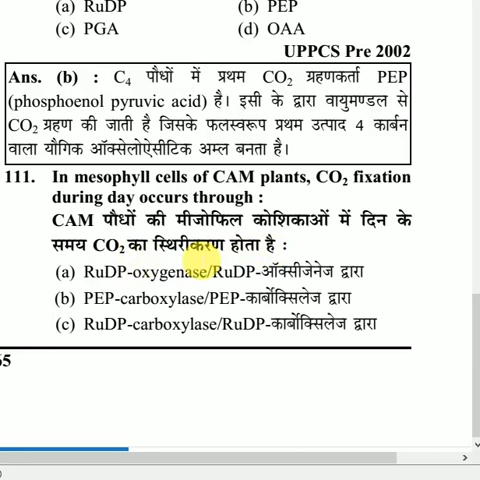 (a) RuDP (b) PEP
(c) PGA (d) OAA
UPPCS Pre 2002
Ans. (b) : C₄ पौधों में प्रथम CO₂ ग्रहणकर्ता PEP
(phosphoenol pyruvic acid) है। इसी के द्वारा वायुमण्डल से
CO₂ ग्रहण की जाती है जिसके फलस्वरूप प्रथम उत्पाद 4 कार्बन
वाला यौगिक ऑक्सेलोऐसीटिक अम्ल बनता है।
111. In mesophyll cells of CAM plants, CO₂ fixation
during day occurs through :
CAM पौधों की मीजोफिल कोशिकाओं में दिन के
समय CO₂ का स्थिरीकरण होता है :
(a) RuDP-oxygenase/RuDP-ऑक्सीजेनेज द्वारा
(b) PEP-carboxylase/PEP-कार्बोक्सिलेज द्वारा
(c) RuDP-carboxylase/RuDP-कार्बोक्सिलेज द्वारा
65